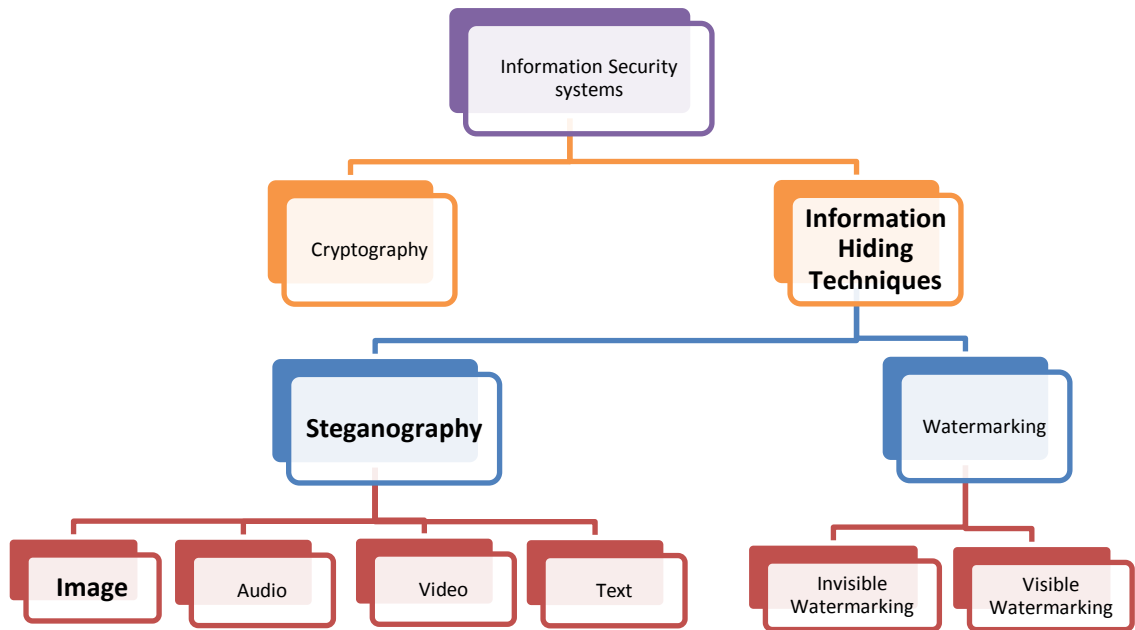 Information Security
systems
Cryptography
Information
Hiding
Techniques
Steganography
Watermarking
Image
Audio
Video
Text
Invisible
Watermarking
Visible
Watermarking